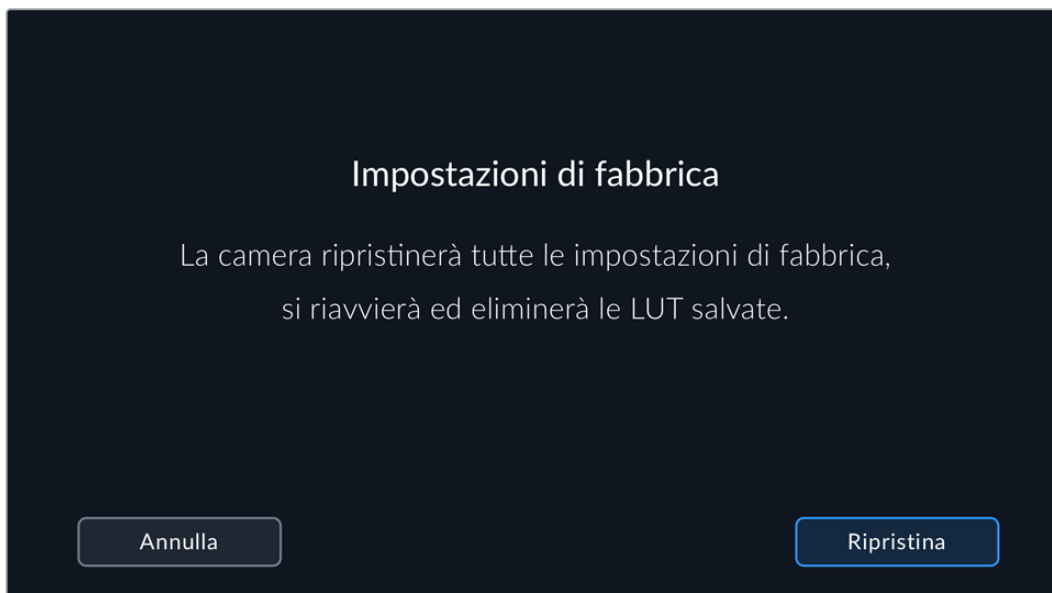 Impostazioni di fabbrica
La camera ripristinerà tutte le impostazioni di fabbrica,
si riavvierà ed eliminerà le LUT salvate.
Annulla
Ripristina